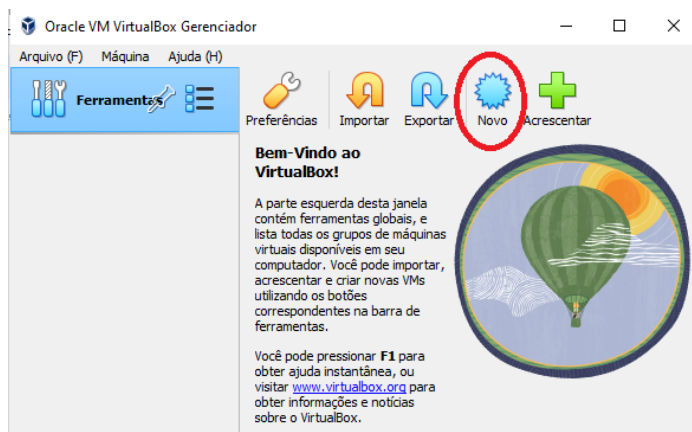 Oracle VM VirtualBox Gerenciador
Arquivo (F) Máquina Ajuda (H)
Ferramentas
Preferências Importar Exportar Novo Acrescentar
Bem-Vindo ao
VirtualBox!
A parte esquerda desta janela
contém ferramentas globais, e
lista todas os grupos de máquinas
virtuais disponíveis em seu
computador. Você pode importar,
acrescentar e criar novas VMs
utilizando os botões
correspondentes na barra de
ferramentas.
Você pode pressionar F1 para
obter ajuda instantânea, ou
visitar www.virtualbox.org para
obter informações e notícias
sobre o VirtualBox.